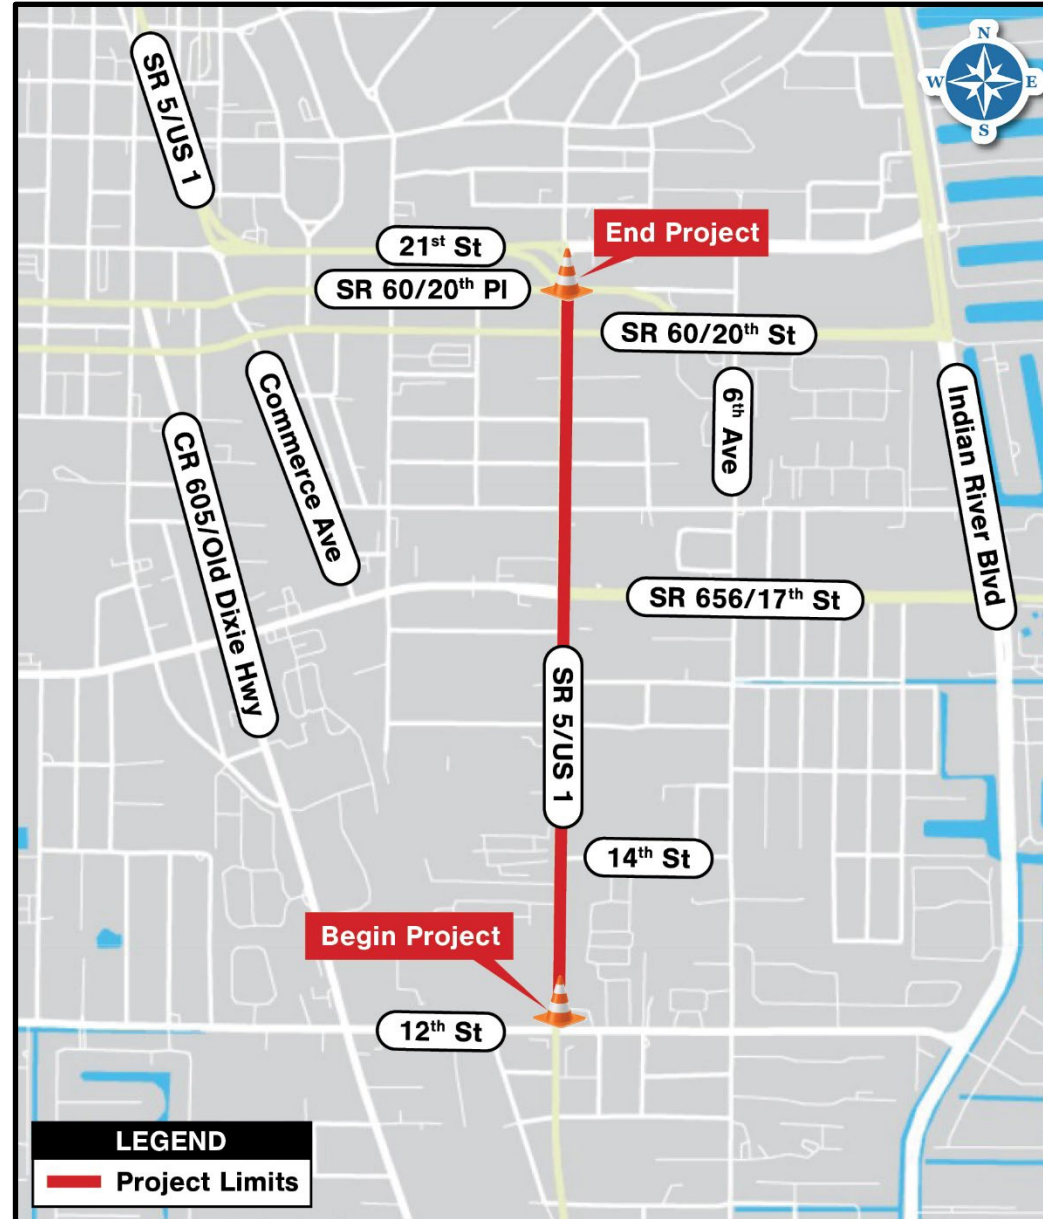 N
W E
S
SR 5/US 1
21st St
End Project
SR 60/20th Pl
SR 60/20th St
Commerce Ave
6th Ave
Indian River Blvd
CR 605/Old Dixie Hwy
SR 656/17th St
SR 5/US 1
14th St
Begin Project
12th St
LEGEND
Project Limits